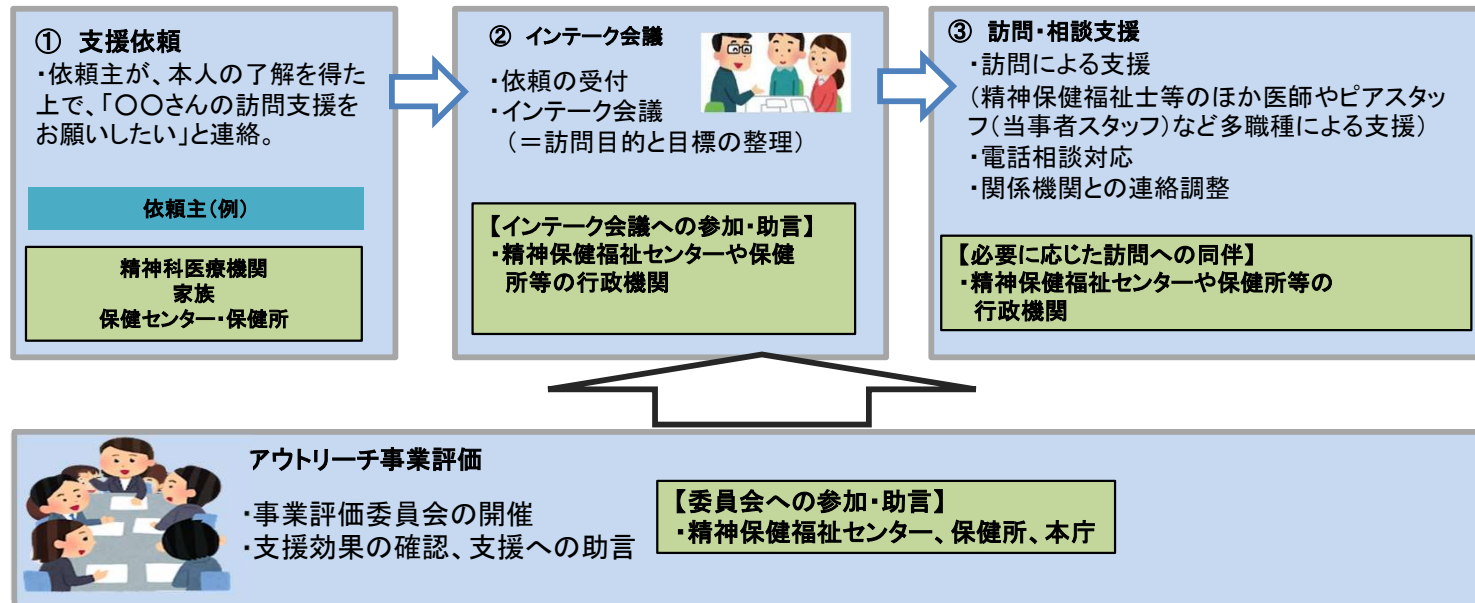 ① 支援依頼
・依頼主が、本人の了解を得た
上で、「〇〇さんの訪問支援を
お願いしたい」と連絡。
依頼主(例)
精神科医療機関
家族
保健センター・保健所
② インテーク会議
・依頼の受付
・インテーク会議
(=訪問目的と目標の整理)
【インテーク会議への参加・助言】
・精神保健福祉センターや保健
所等の行政機関
③ 訪問・相談支援
・訪問による支援
(精神保健福祉士等のほか医師やピアスタッ
フ(当事者スタッフ)など多職種による支援)
・電話相談対応
・関係機関との連絡調整
【必要に応じた訪問への同伴】
・精神保健福祉センターや保健所等の
行政機関
アウトリーチ事業評価
・事業評価委員会の開催
・支援効果の確認、支援への助言
【委員会への参加・助言】
・精神保健福祉センター、保健所、本庁